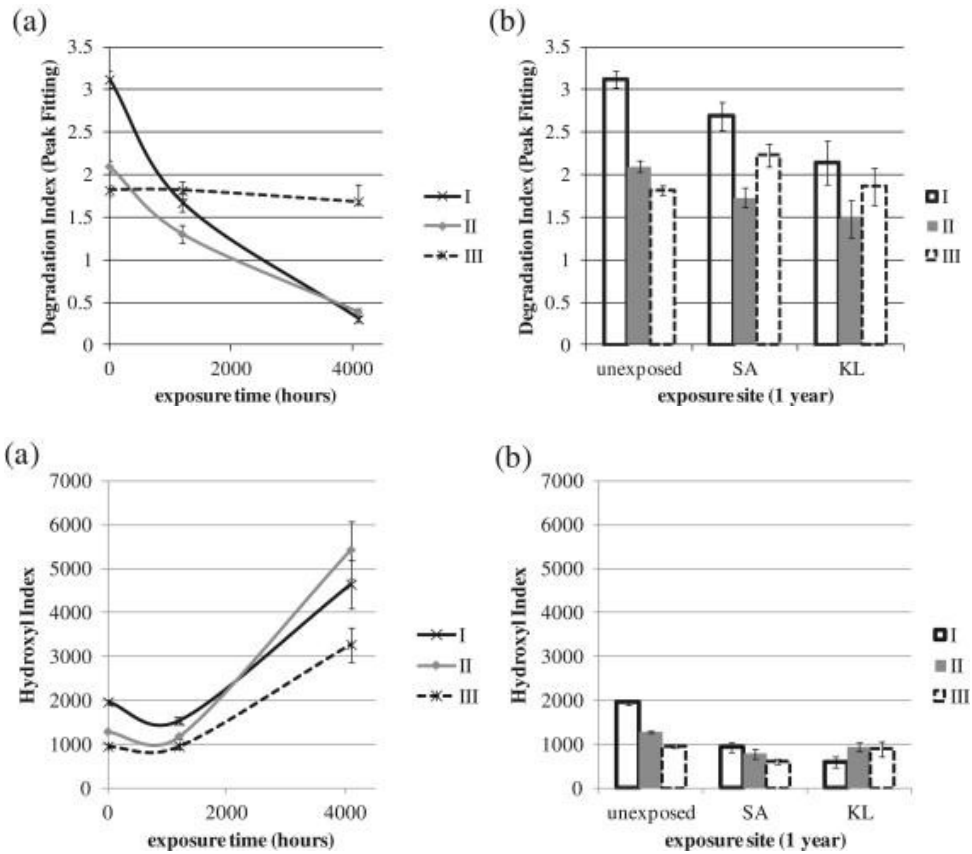 (a)
Degradation Index (Peak Fitting)
3.5
3
2.5
2
1.5
1
0.5
0
0 2000 4000
exposure time (hours)
I
II
III
(b)
Degradation Index (Peak Fitting)
3.5
3
2.5
2
1.5
1
0.5
0
unexposed SA KL
exposure site (1 year)
I
II
III
(a)
Hydroxyl Index
7000
6000
5000
4000
3000
2000
1000
0
0 2000 4000
exposure time (hours)
I
II
III
(b)
Hydroxyl Index
7000
6000
5000
4000
3000
2000
1000
0
unexposed SA KL
exposure site (1 year)
I
II
III